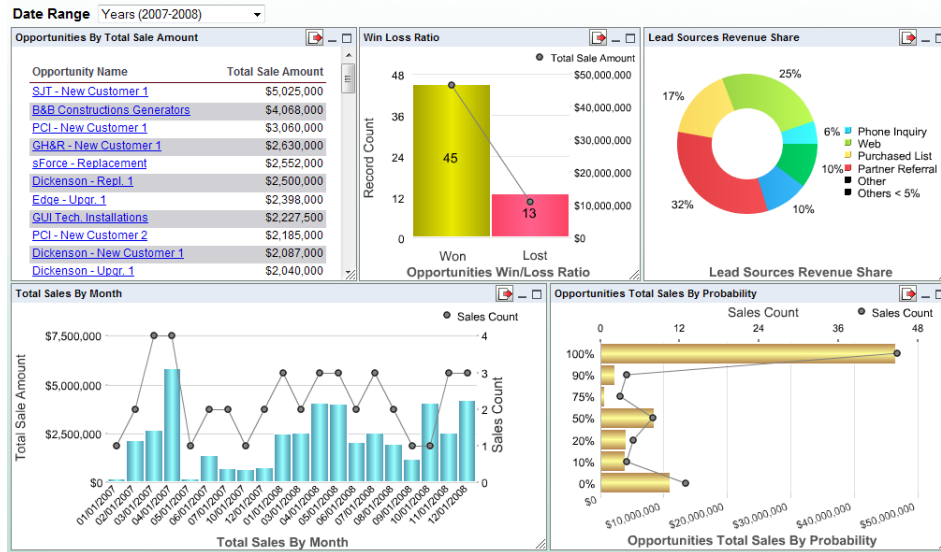 Date Range Years (2007-2008)
Opportunities By Total Sale Amount
Opportunity Name Total Sale Amount
SJT - New Customer 1 $5,025,000
B&B Constructions Generators $4,068,000
PCI - New Customer 1 $3,060,000
GH&R - New Customer 1 $2,630,000
sForce - Replacement $2,552,000
Dickenson - Repl. 1 $2,500,000
Edge - Upgr. 1 $2,398,000
GUI Tech. Installations $2,227,500
PCI - New Customer 2 $2,185,000
Dickenson - New Customer 1 $2,087,000
Dickenson - Upgr. 1 $2,040,000
Win Loss Ratio
Total Sale Amount
Record Count
48
36
24
12
0
$50,000,000
$40,000,000
$30,000,000
$20,000,000
$10,000,000
$0
45
13
Won Lost
Opportunities Win/Loss Ratio
Lead Sources Revenue Share
25%
17%
6%
10%
32%
10%
Phone Inquiry
Web
Purchased List
Partner Referral
Other
Others < 5%
Lead Sources Revenue Share
Total Sales By Month
Sales Count
Total Sale Amount
$7,500,000
$5,000,000
$2,500,000
$0
4
3
2
1
0
Sales Count
01/01/2007
02/01/2007
03/01/2007
04/01/2007
05/01/2007
06/01/2007
07/01/2007
10/01/2007
12/01/2007
01/01/2008
03/01/2008
04/01/2008
05/01/2008
06/01/2008
07/01/2008
08/01/2008
09/01/2008
10/01/2008
11/01/2008
12/01/2008
Total Sales By Month
Opportunities Total Sales By Probability
Sales Count
Sales Count
0 12 24 36 48
100%
90%
75%
50%
20%
10%
0%
$0 $10,000,000 $20,000,000 $30,000,000 $40,000,000 $50,000,000
Opportunities Total Sales By Probability